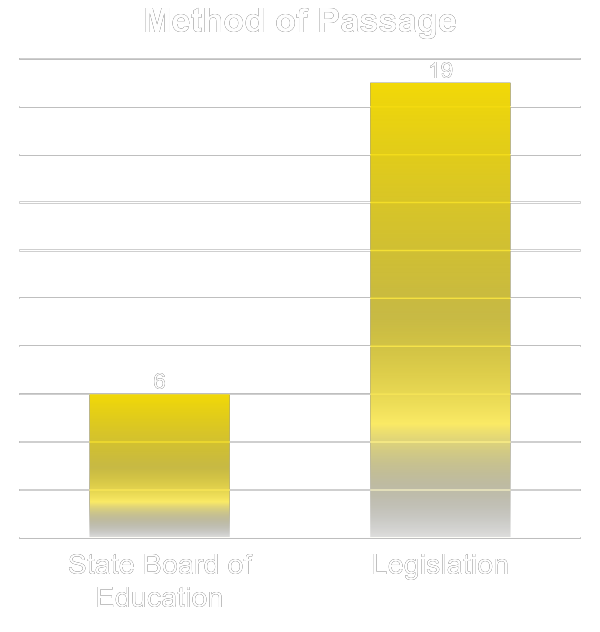 Method of Passage
19
6
State Board of
Education
Legislation